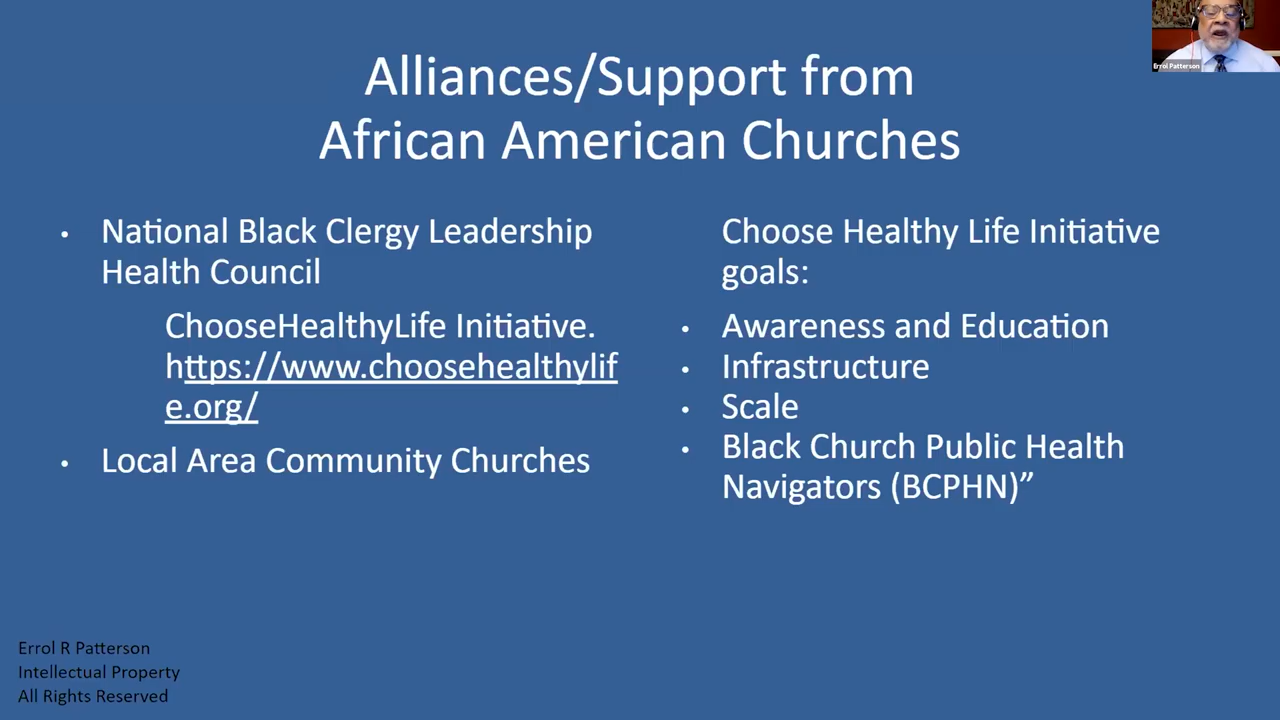 Alliances/Support from
African American Churches
• National Black Clergy Leadership
Health Council
ChooseHealthyLife Initiative.
https://www.choosehealthylif
e.org/
• Local Area Community Churches
Choose Healthy Life Initiative
goals:
• Awareness and Education
• Infrastructure
• Scale
• Black Church Public Health
Navigators (BCPHN)”
Errol R Patterson
Intellectual Property
All Rights Reserved
Errol Patterson